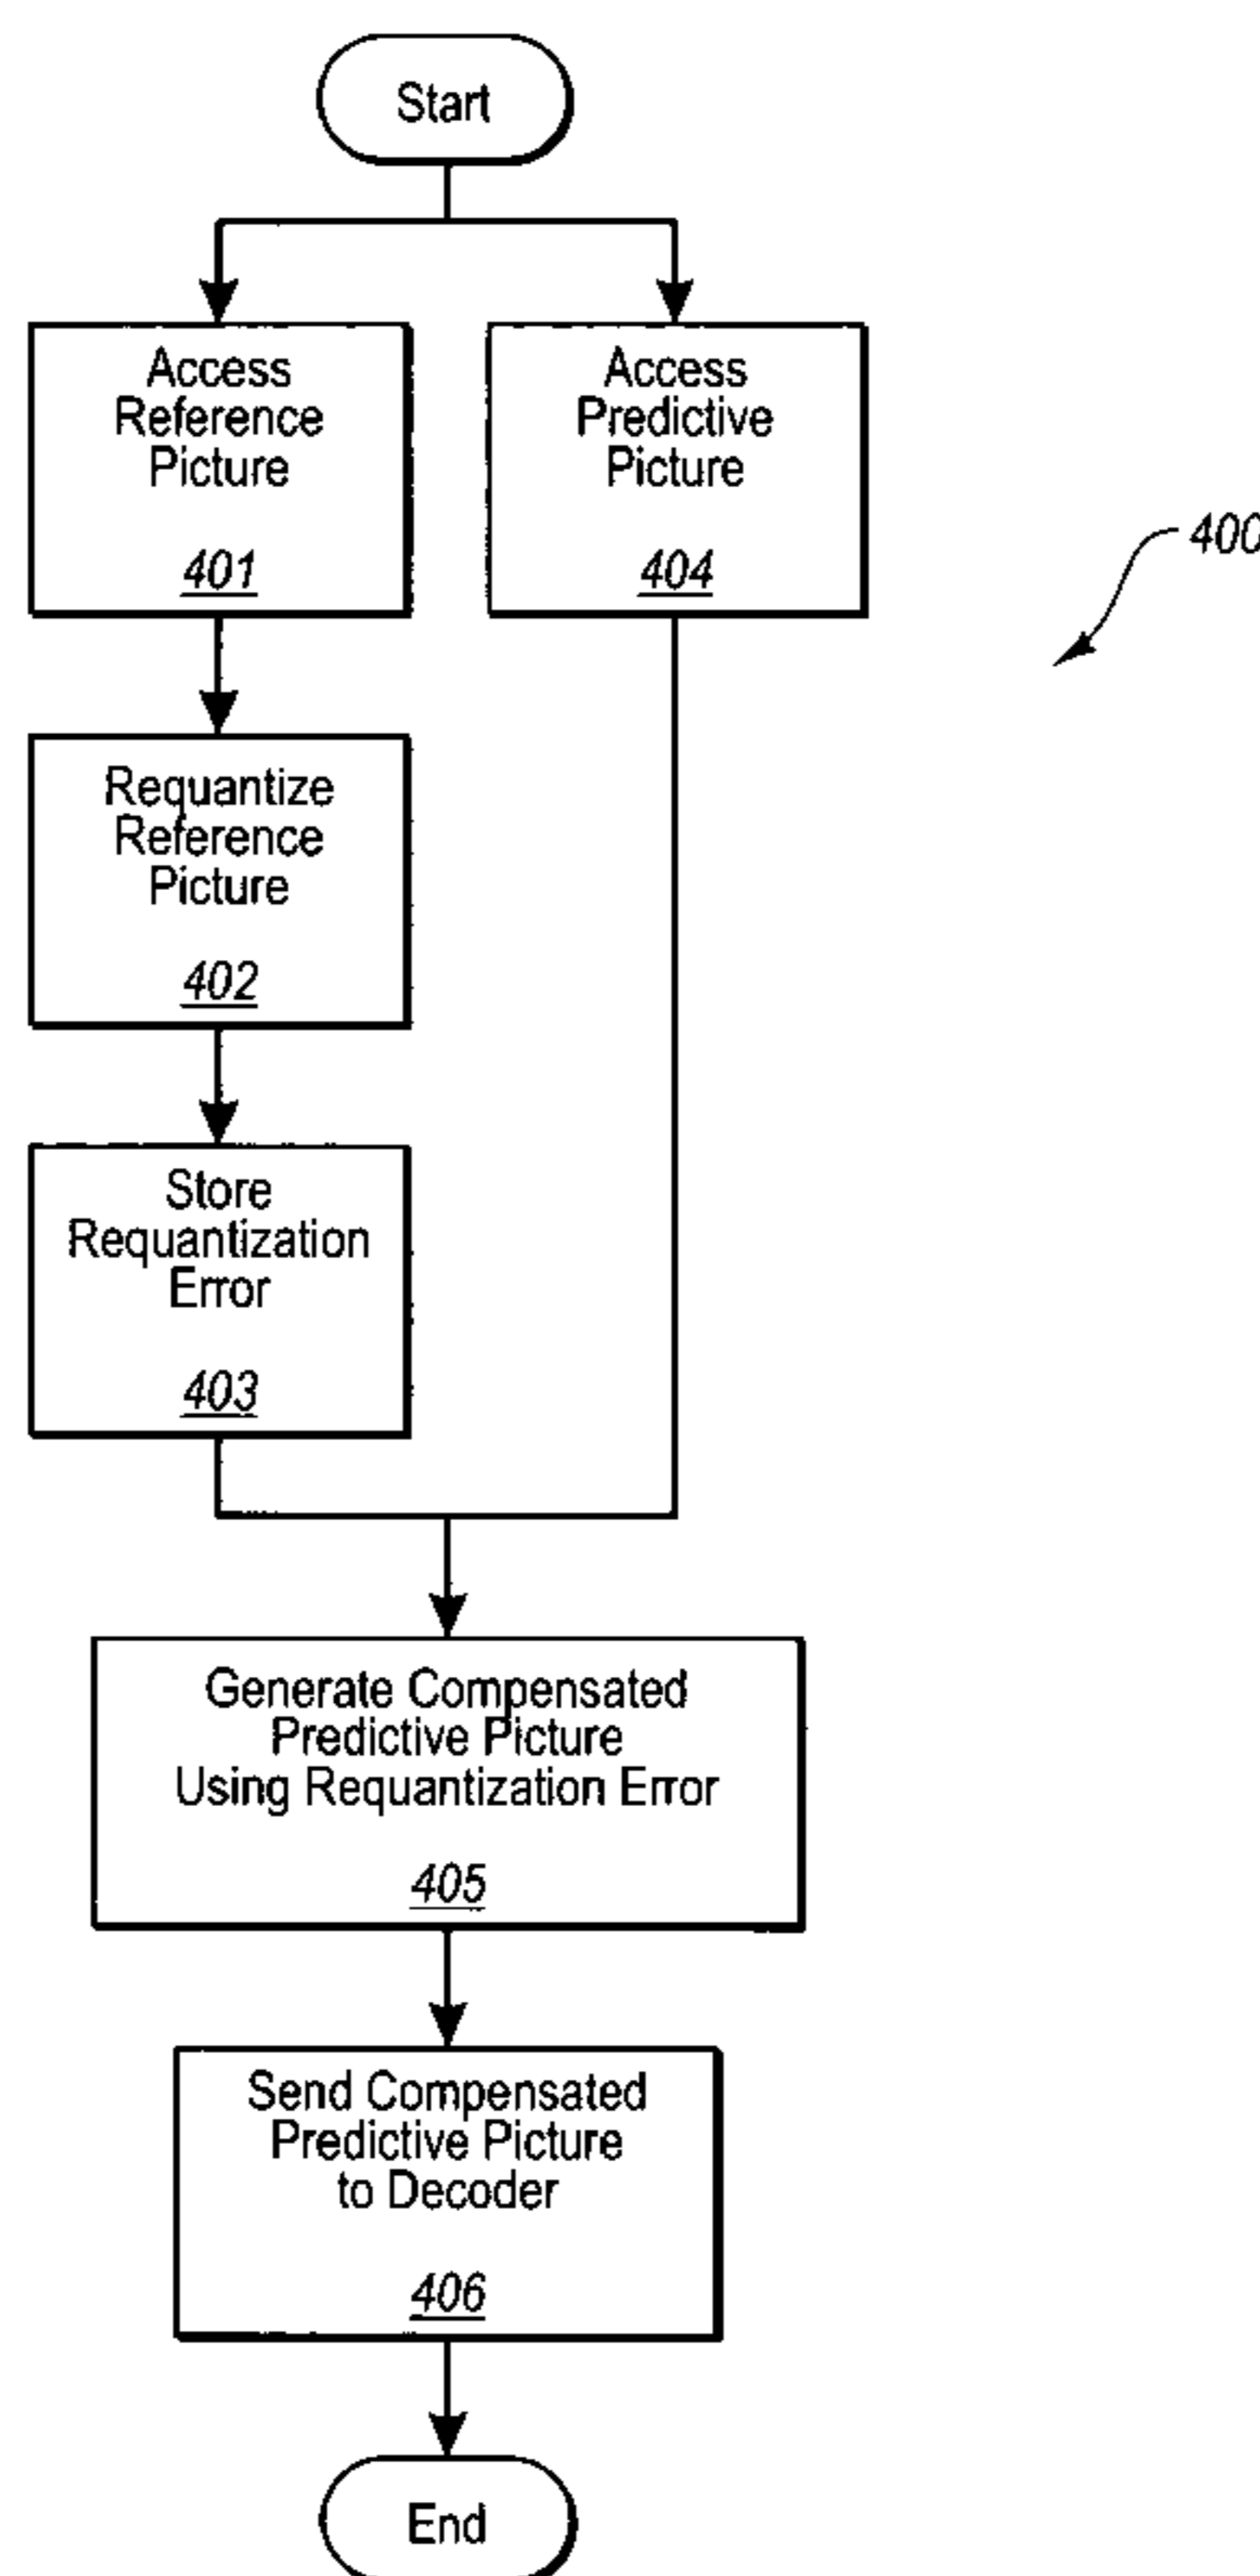 Start
Access
Reference
Picture
401
Access
Predictive
Picture
404
400
Requantize
Reference
Picture
402
Store
Requantization
Error
403
Generate Compensated
Predictive Picture
Using Requantization Error
405
Send Compensated
Predictive Picture
to Decoder
406
End